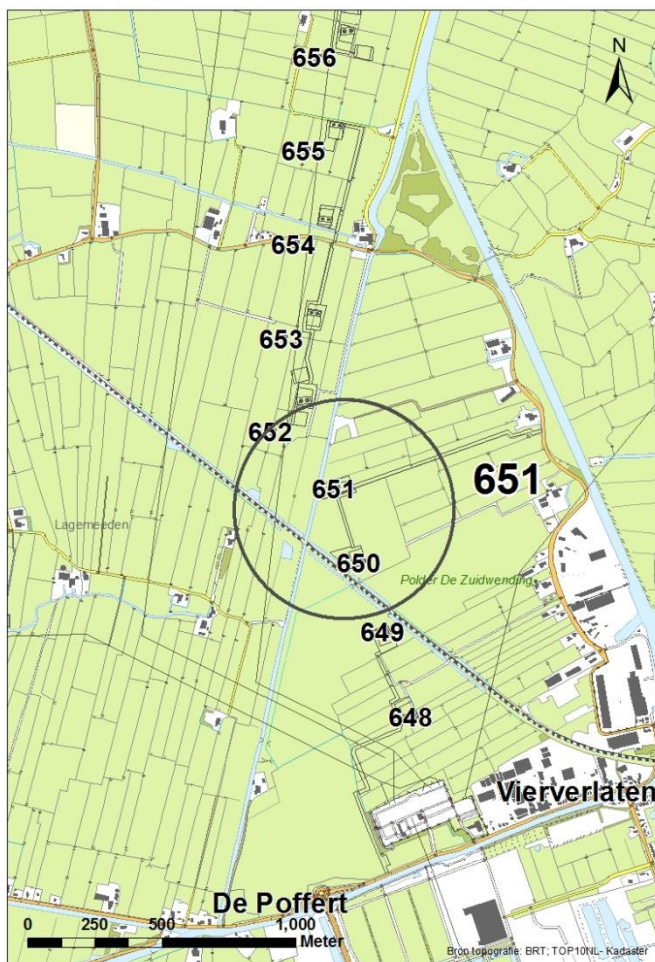 N
656
655
654
653
652
651
651
650
Lagemeeden
Polder De Zuidwending
649
648
Vierverlaten
De Poffert
0 250 500 1,000
Meter
Bron topografie: BRT; TOP10NL- Kadaster